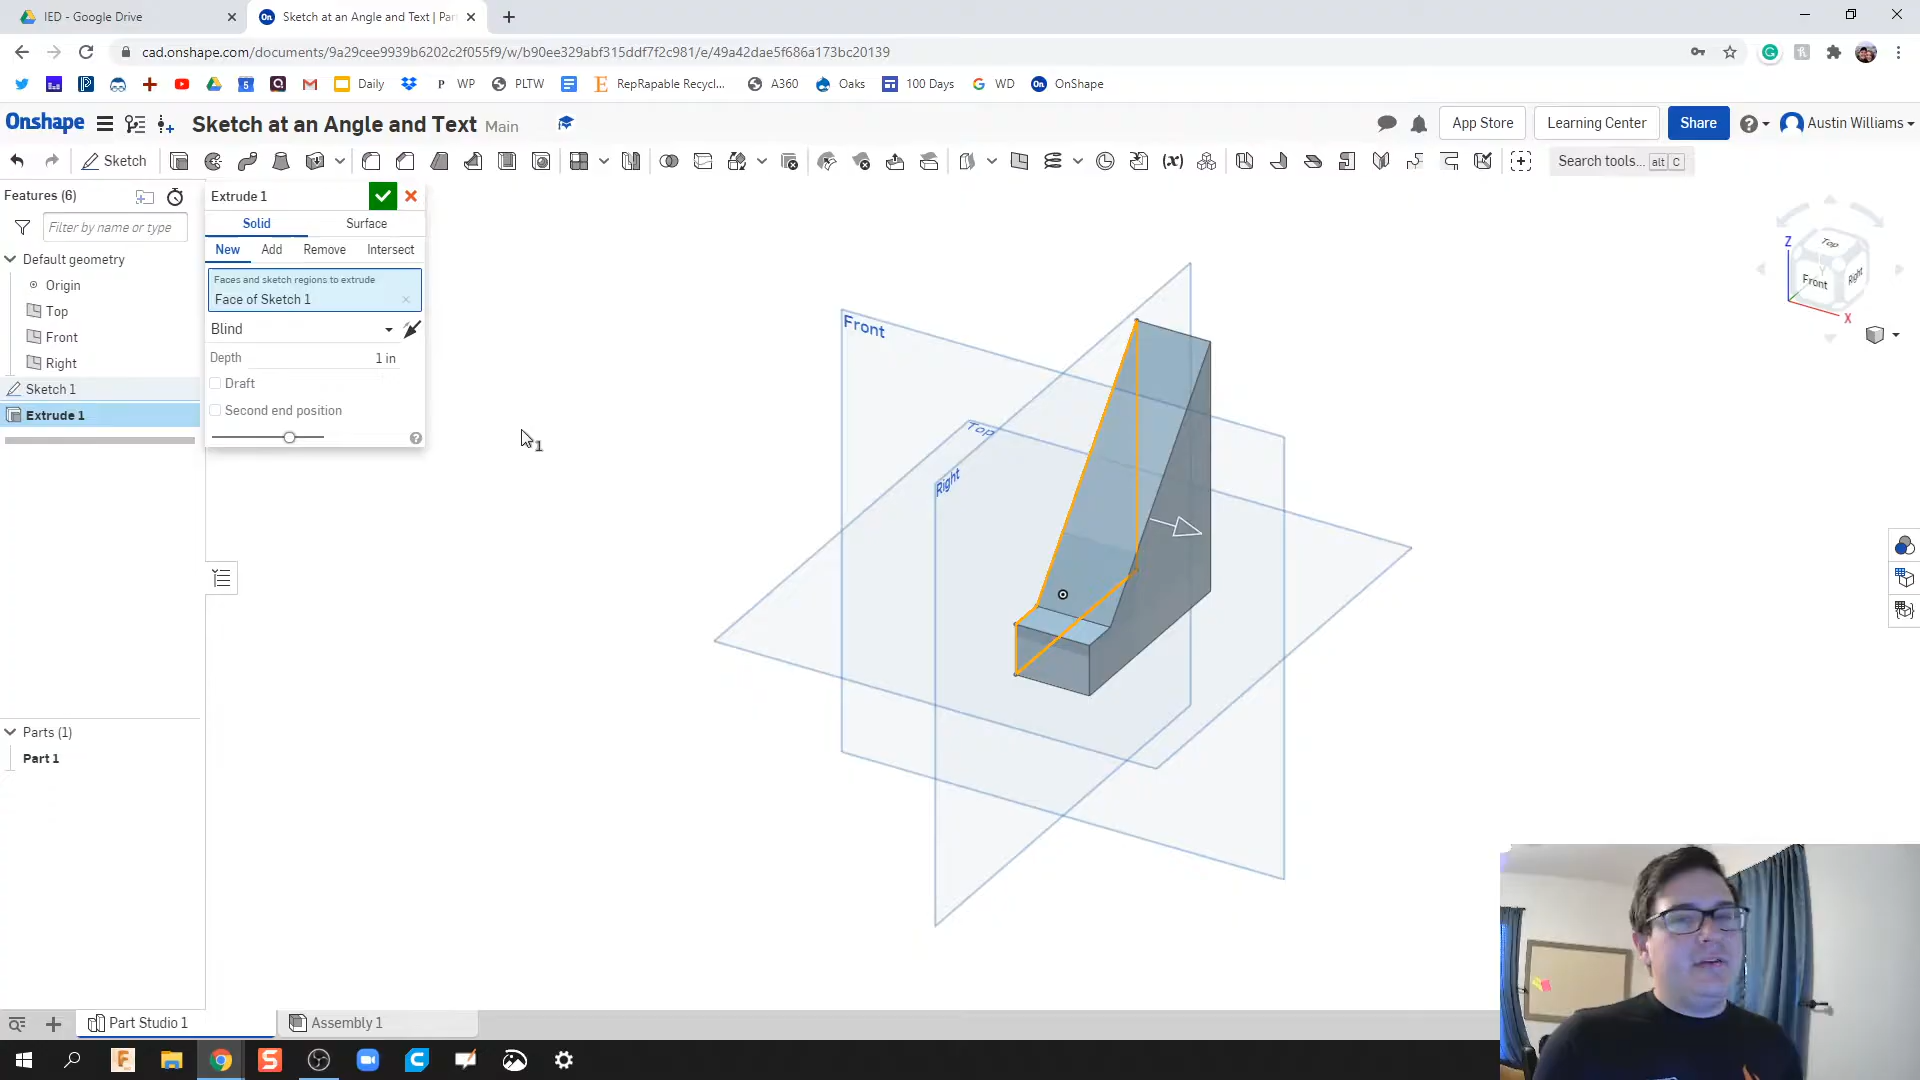 IED - Google Drive
Sketch at an Angle and Text | Par
cad.onshape.com/documents/9a29cee9939b6202c2f055f9/w/b90ee329abf315ddf7f2c981/e/49a42dae5f686a173bc20139
Daily
P WP
PLTW
RepRapable Recycl...
A360
Oaks
100 Days
WD
OnShape
Onshape
Sketch at an Angle and Text Main
App Store
Learning Center
Share
Austin Williams
Sketch
Search tools... alt C
Features (6)
Filter by name or type
Default geometry
Origin
Top
Front
Right
Sketch 1
Extrude 1
Extrude 1
Solid
Surface
New
Add
Remove
Intersect
Faces and sketch regions to extrude
Face of Sketch 1
Blind
Depth
1 in
Draft
Second end position
Front
Top
Right
1
Top
Front
Right
Z
Y
X
Parts (1)
Part 1
Part Studio 1
Assembly 1